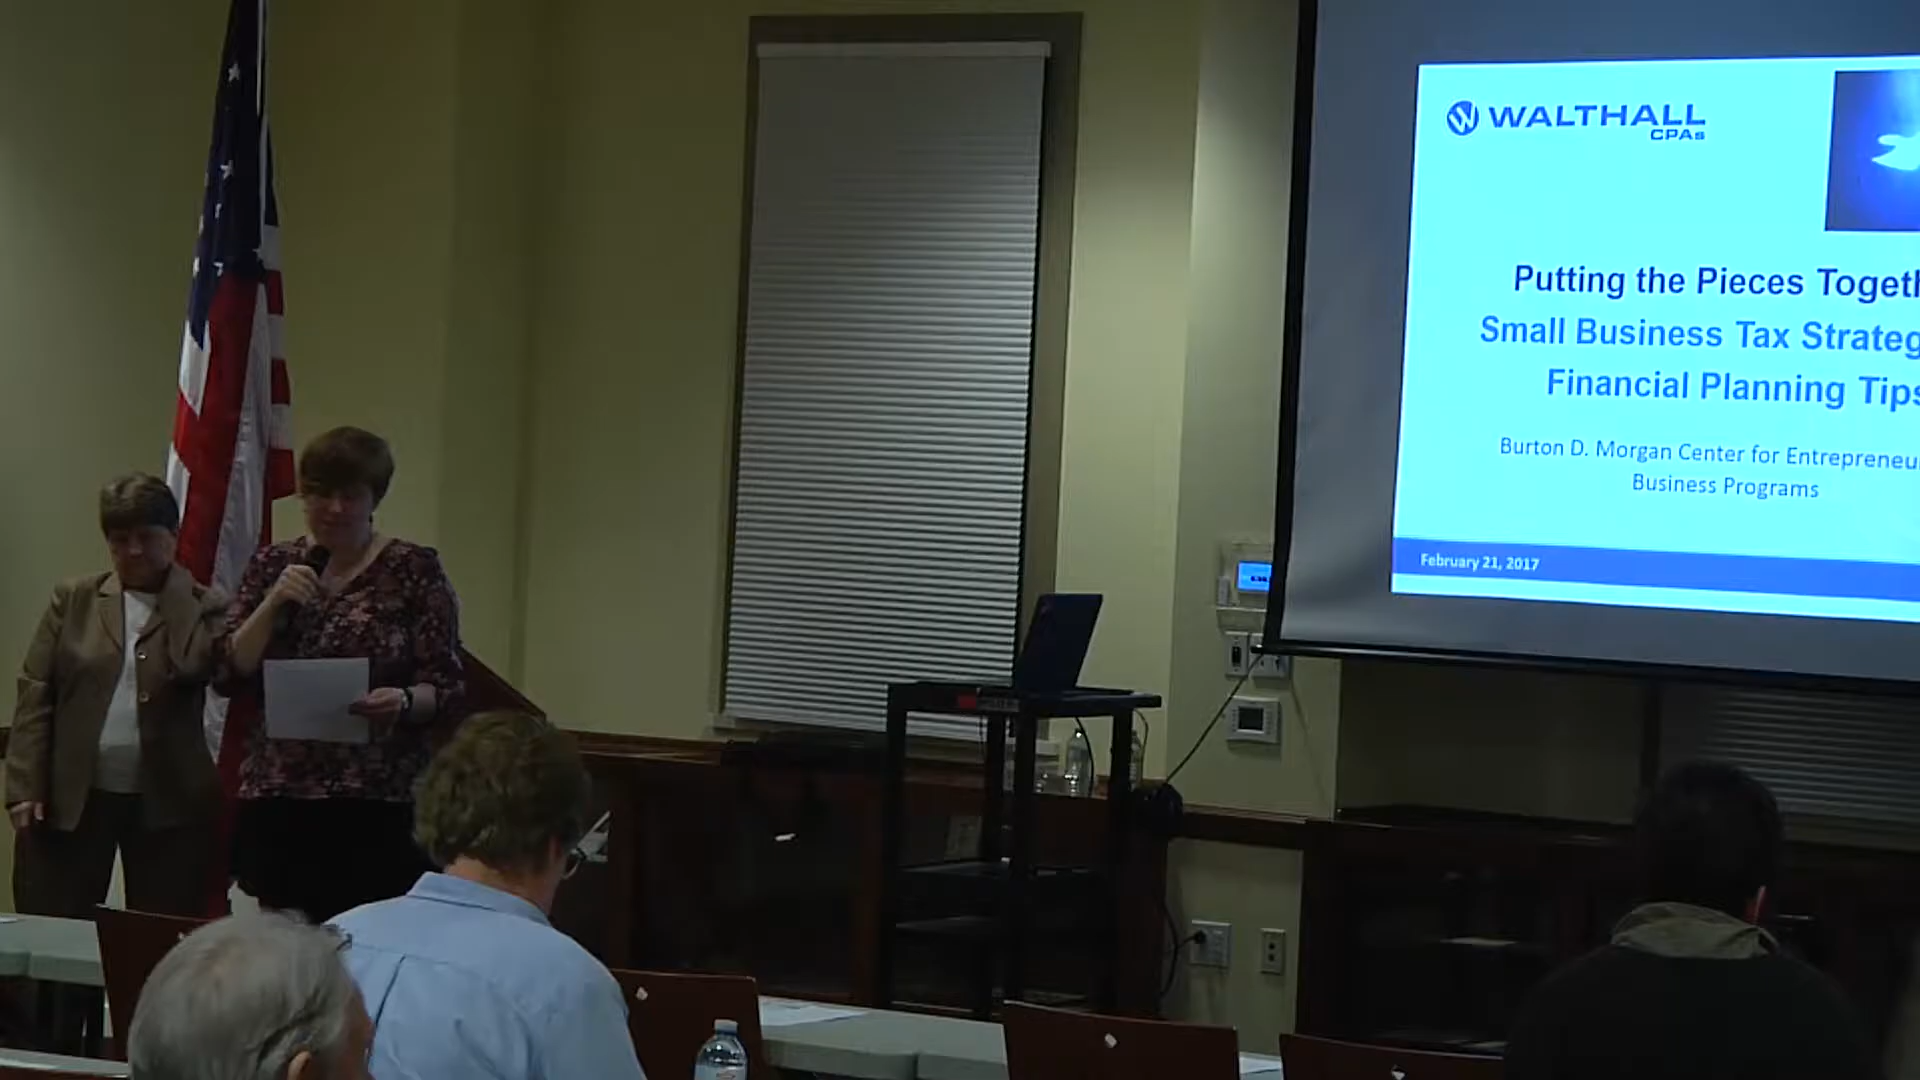 WALTHALL
CPAs
Putting the Pieces Togeth
Small Business Tax Strateg
Financial Planning Tips
Burton D. Morgan Center for Entrepreneu
Business Programs
February 21, 2017